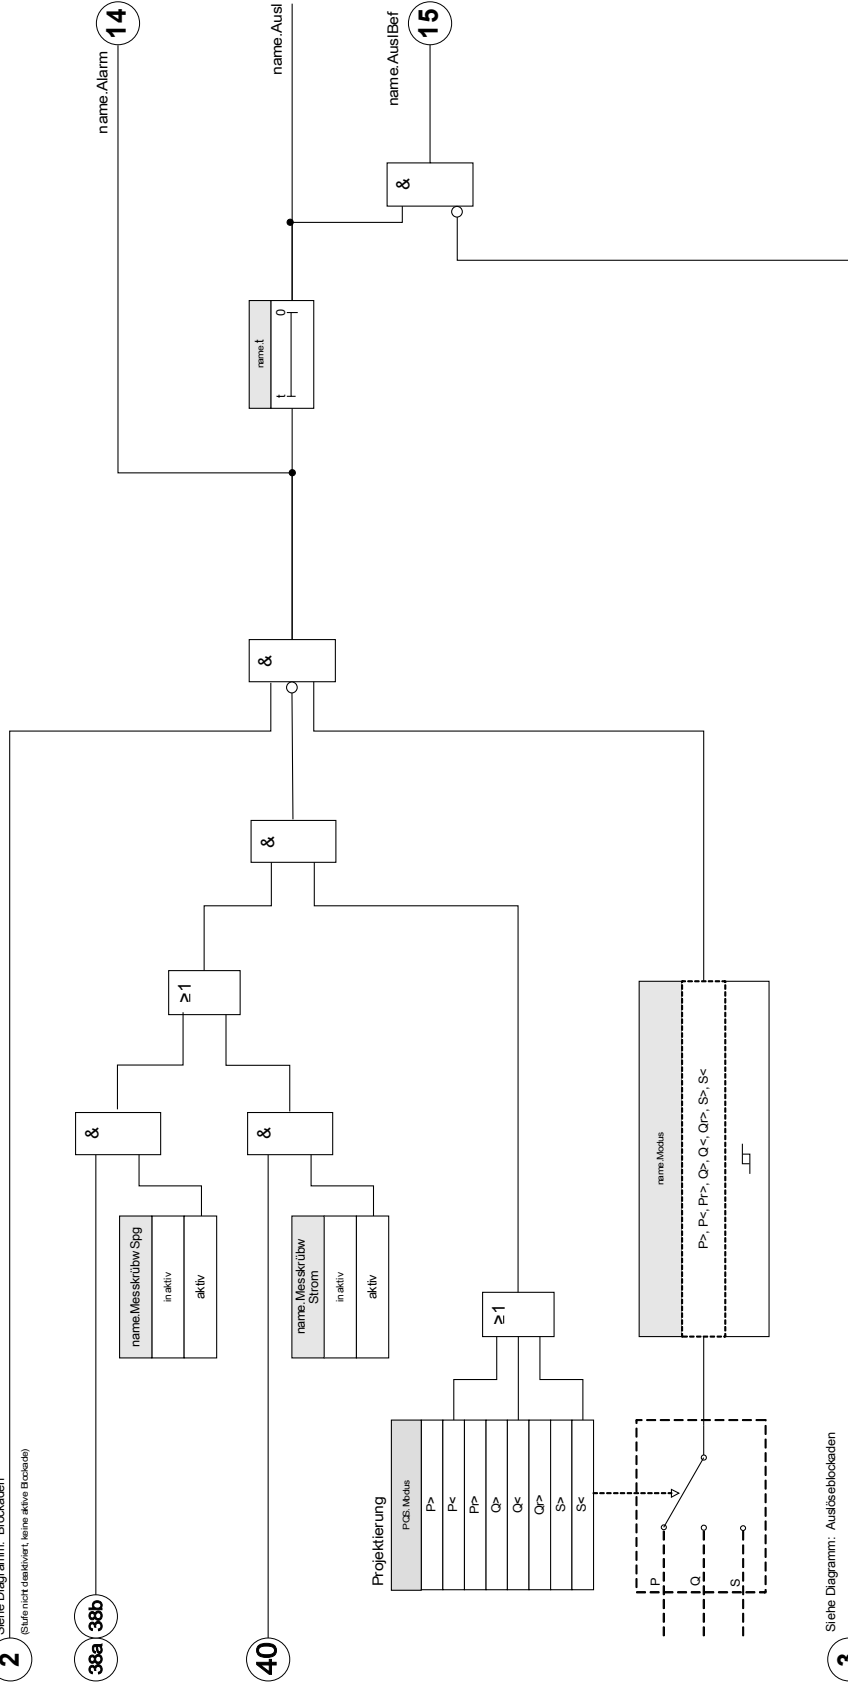 2
Siehe Diagramm: Blockaden
(Stufe nicht deaktiviert, keine aktive Blockade)
38a 38b
name.Messkrübw Spg
inaktiv
aktiv
&
≥1
40
name.Messkrübw
Strom
inaktiv
aktiv
&
&
&
name.Alarm
14
name.t
t 0
name.Ausl
&
name.AuslBef
15
Projektierung
PQS.Modus
P>
P<
Pr>
Q>
Q<
Qr>
S>
S<
≥1
P
Q
S
name.Modus
P>, P<, Pr>, Q>, Q<, Qr>, S>, S<
3
Siehe Diagramm: Auslöseblockaden